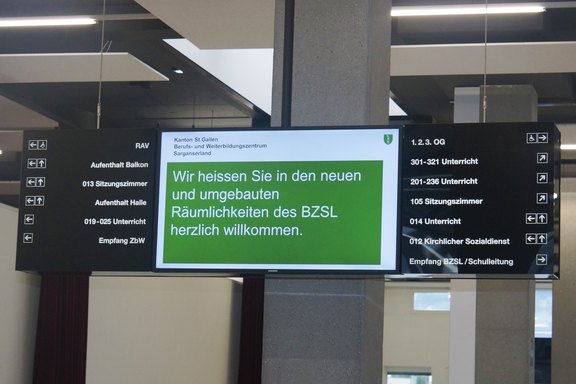 RAV
Aufenthalt Balkon
013 Sitzungszimmer
Aufenthalt Halle
019-025 Unterricht
Empfang ZbW
Kanton St.Gallen
Berufs- und Weiterbildungszentrum
Sarganserland
Wir heissen Sie in den neuen
und umgebauten
Räumlichkeiten des BZSL
herzlich willkommen.
1. 2. 3. OG
301-321 Unterricht
201-236 Unterricht
105 Sitzungszimmer
014 Unterricht
012 Kirchlicher Sozialdienst
Empfang BZSL/Schulleitung